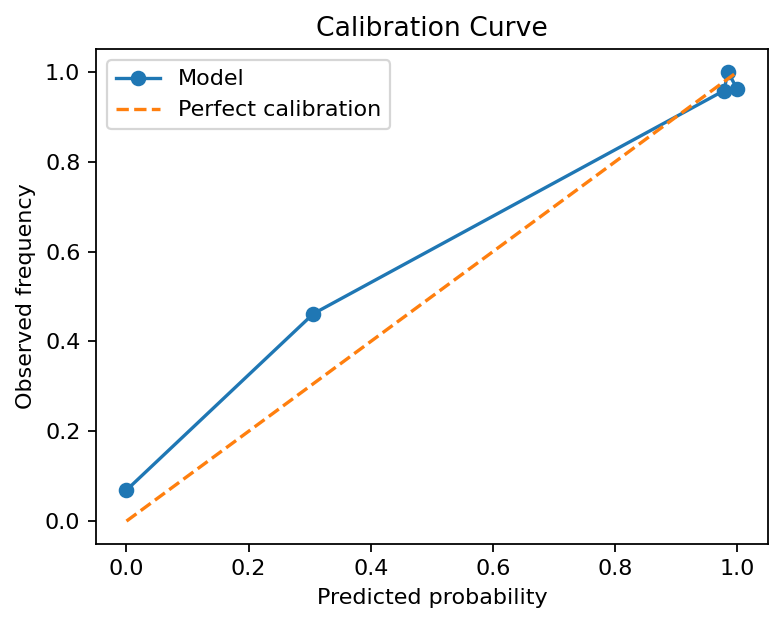 Calibration Curve
Model
Perfect calibration
1.0
0.8
0.6
0.4
0.2
0.0
Observed frequency
0.0 0.2 0.4 0.6 0.8 1.0
Predicted probability